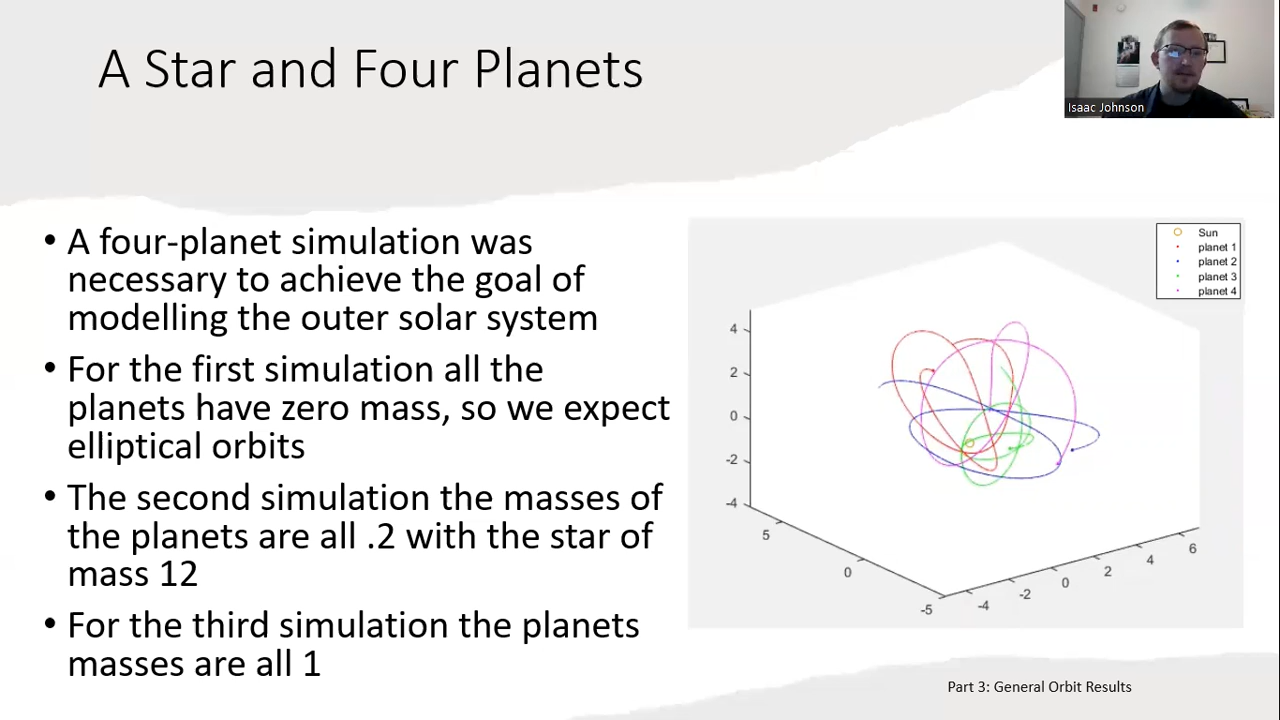 A Star and Four Planets
Isaac Johnson
• A four-planet simulation was
necessary to achieve the goal of
modelling the outer solar system
• For the first simulation all the
planets have zero mass, so we expect
elliptical orbits
• The second simulation the masses of
the planets are all .2 with the star of
mass 12
• For the third simulation the planets
masses are all 1
Sun
planet 1
planet 2
planet 3
planet 4
4
2
0
-2
-4
5
0
-5
-4
-2
0
2
4
6
Part 3: General Orbit Results